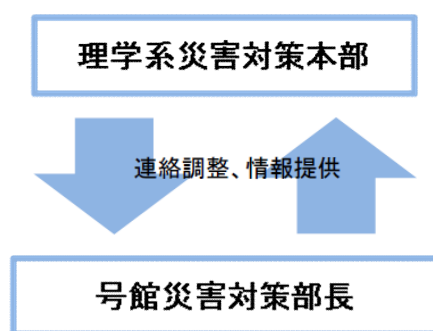 理学系災害対策本部
連絡調整、情報提供
号館災害対策部長